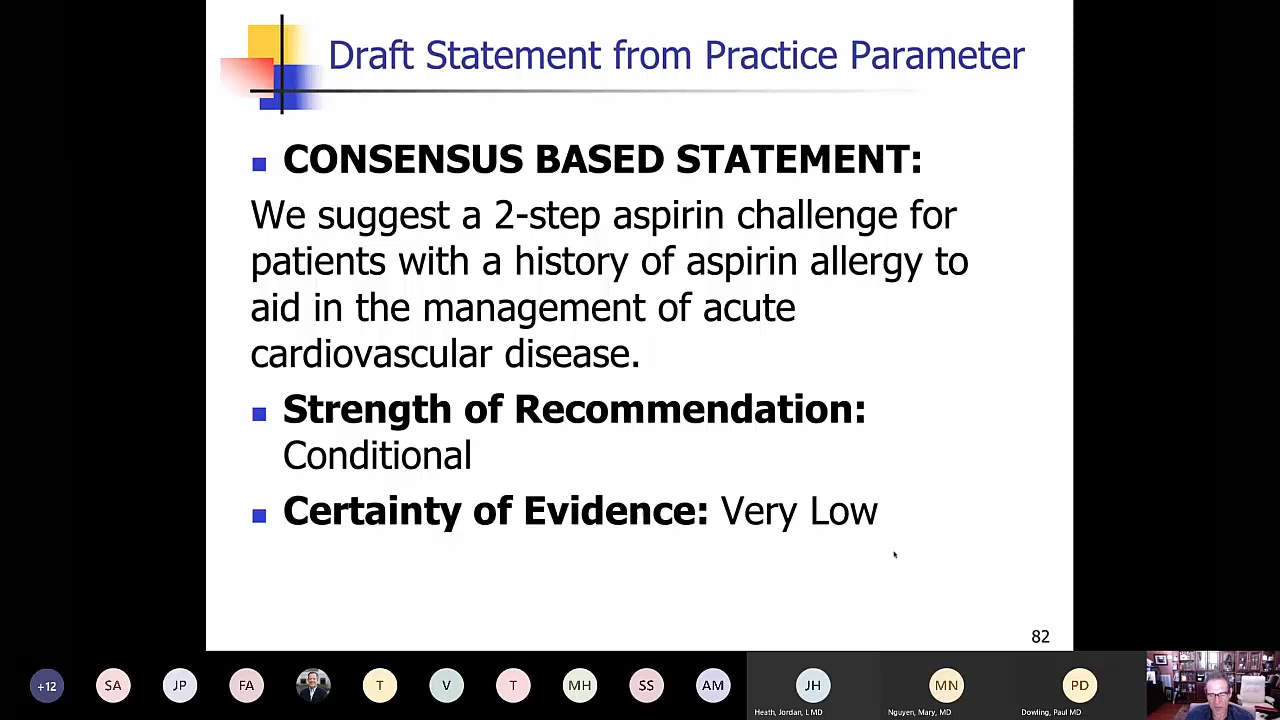 Draft Statement from Practice Parameter
CONSENSUS BASED STATEMENT:
We suggest a 2-step aspirin challenge for
patients with a history of aspirin allergy to
aid in the management of acute
cardiovascular disease.
Strength of Recommendation:
Conditional
Certainty of Evidence: Very Low
82
+12 SA JP FA T V T MH SS AM JH MN PD
Heath, Jordan, L MD Nguyen, Mary, MD Dowling, Paul MD